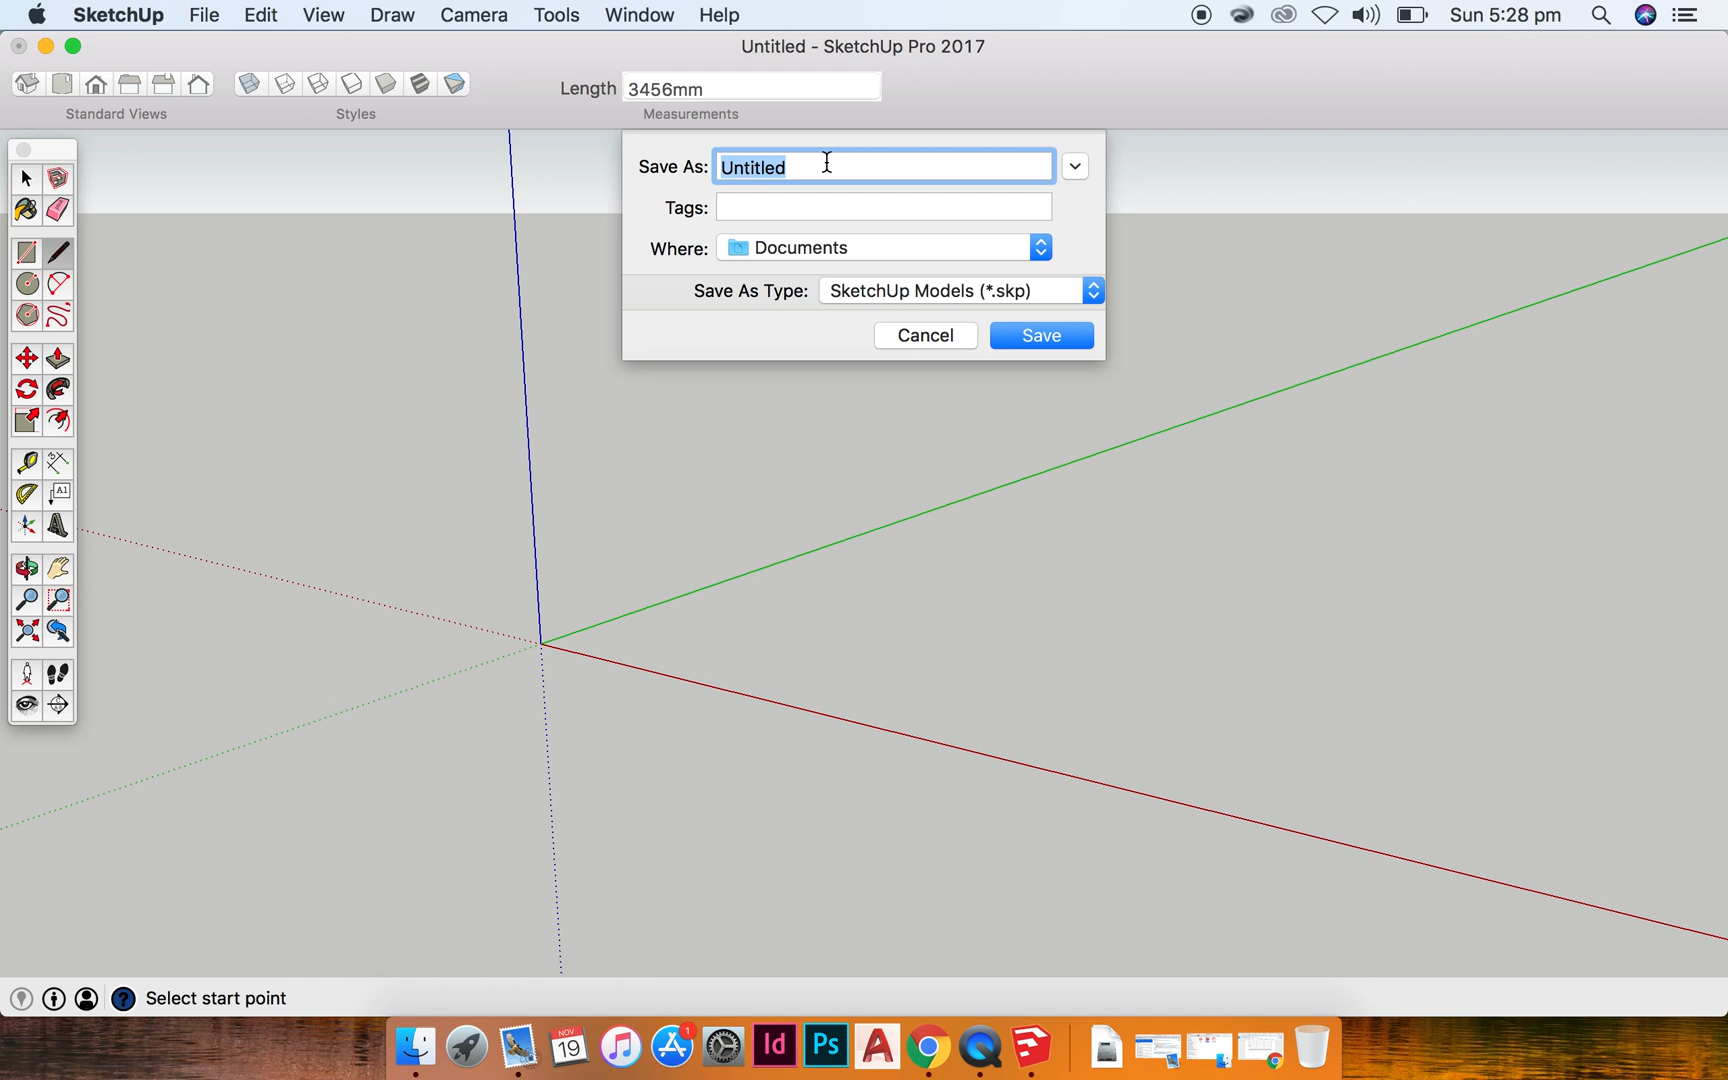 SketchUp File Edit View Draw Camera Tools Window Help Sun 5:28 pm
Untitled - SketchUp Pro 2017
Length 3456mm
Standard Views Styles Measurements
Save As: Untitled
Tags:
Where: Documents
Save As Type: SketchUp Models (*.skp)
Cancel Save
A1
Select start point
NOV
19
1
Id Ps